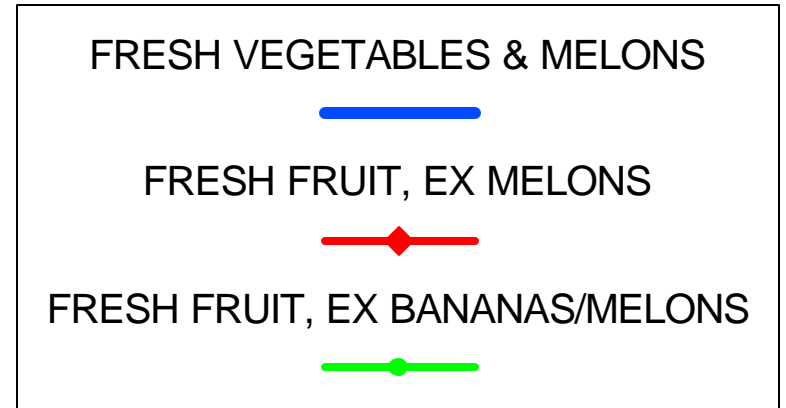 FRESH VEGETABLES & MELONS
FRESH FRUIT, EX MELONS
FRESH FRUIT, EX BANANAS/MELONS